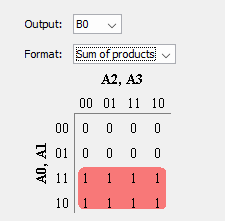 Output: B0
Format: Sum of products
A2, A3
00 01 11 10
A0, A1
00 0 0 0 0
01 0 0 0 0
11 1 1 1 1
10 1 1 1 1